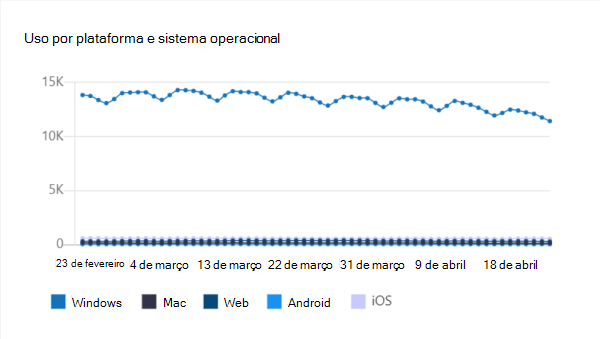 Uso por plataforma e sistema operacional
15K
10K
5K
0
23 de fevereiro 4 de março 13 de março 22 de março 31 de março 9 de abril 18 de abril
Windows Mac Web Android iOS